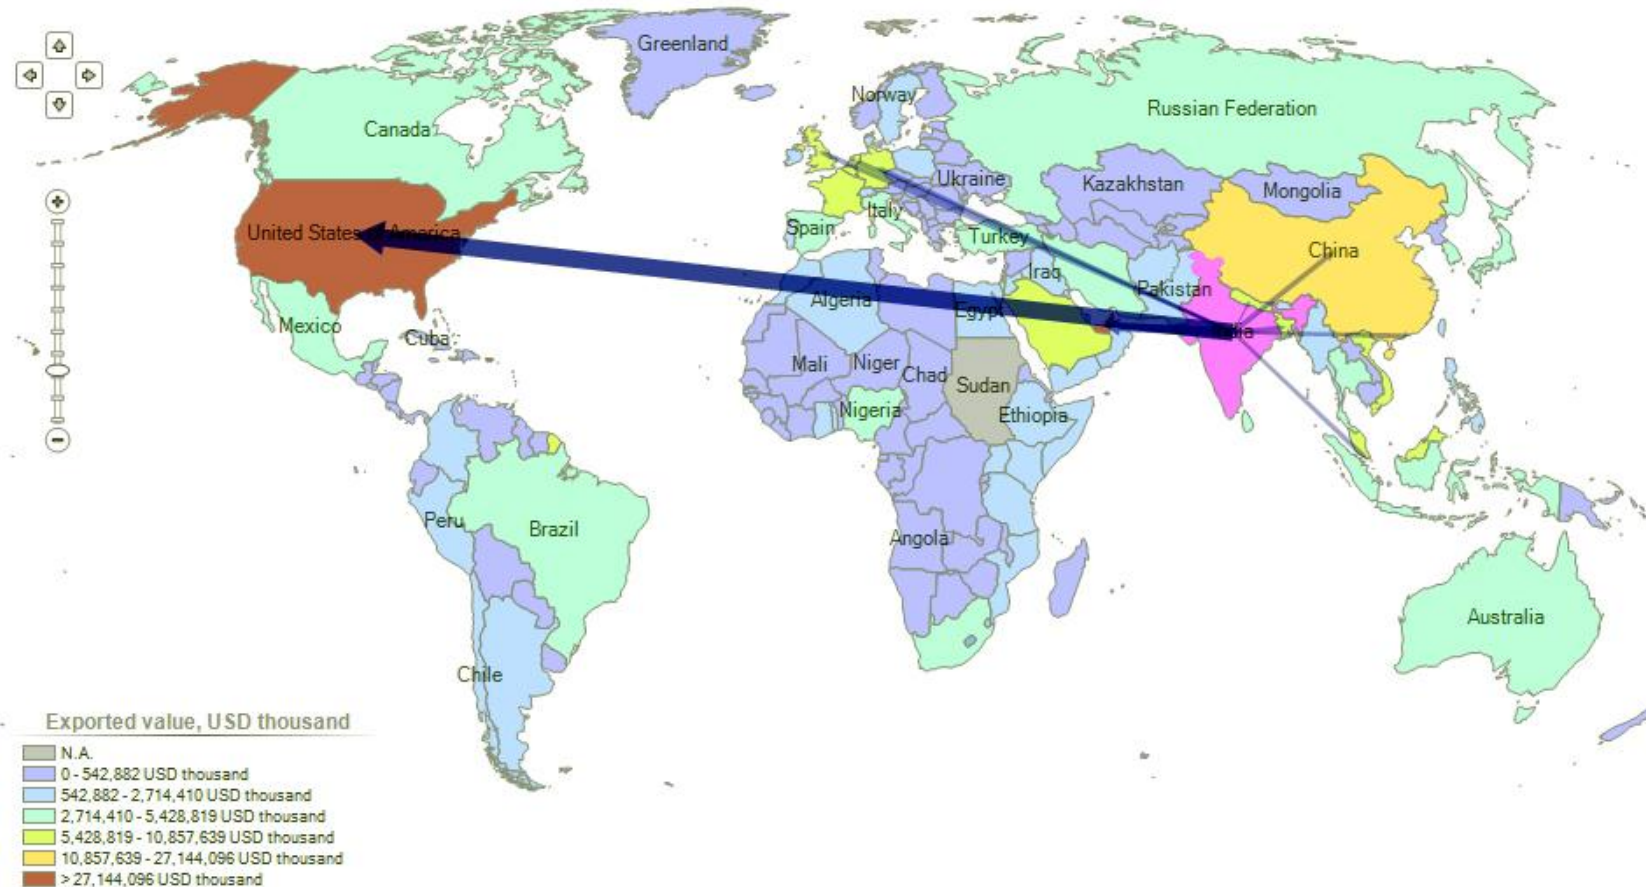 Greenland
Norway
Russian Federation
Canada
Ukraine
Kazakhstan
Mongolia
Italy
Spain
Turkey
United States of America
China
Iraq
Pakistan
Algeria
Egypt
Mexico
Cuba
Mali
Niger
Chad
Sudan
Nigeria
Ethiopia
Peru
Brazil
Angola
Australia
Chile
Exported value, USD thousand
N.A.
0 - 542,882 USD thousand
542,882 - 2,714,410 USD thousand
2,714,410 - 5,428,819 USD thousand
5,428,819 - 10,857,639 USD thousand
10,857,639 - 27,144,096 USD thousand
> 27,144,096 USD thousand